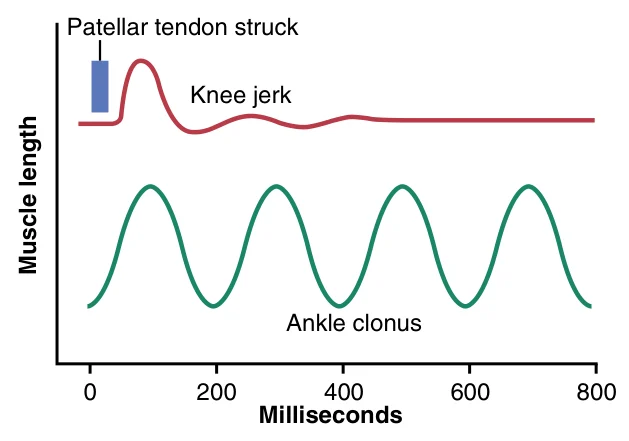 Patellar tendon struck
Knee jerk
Muscle length
Ankle clonus
0 200 400 600 800
Milliseconds